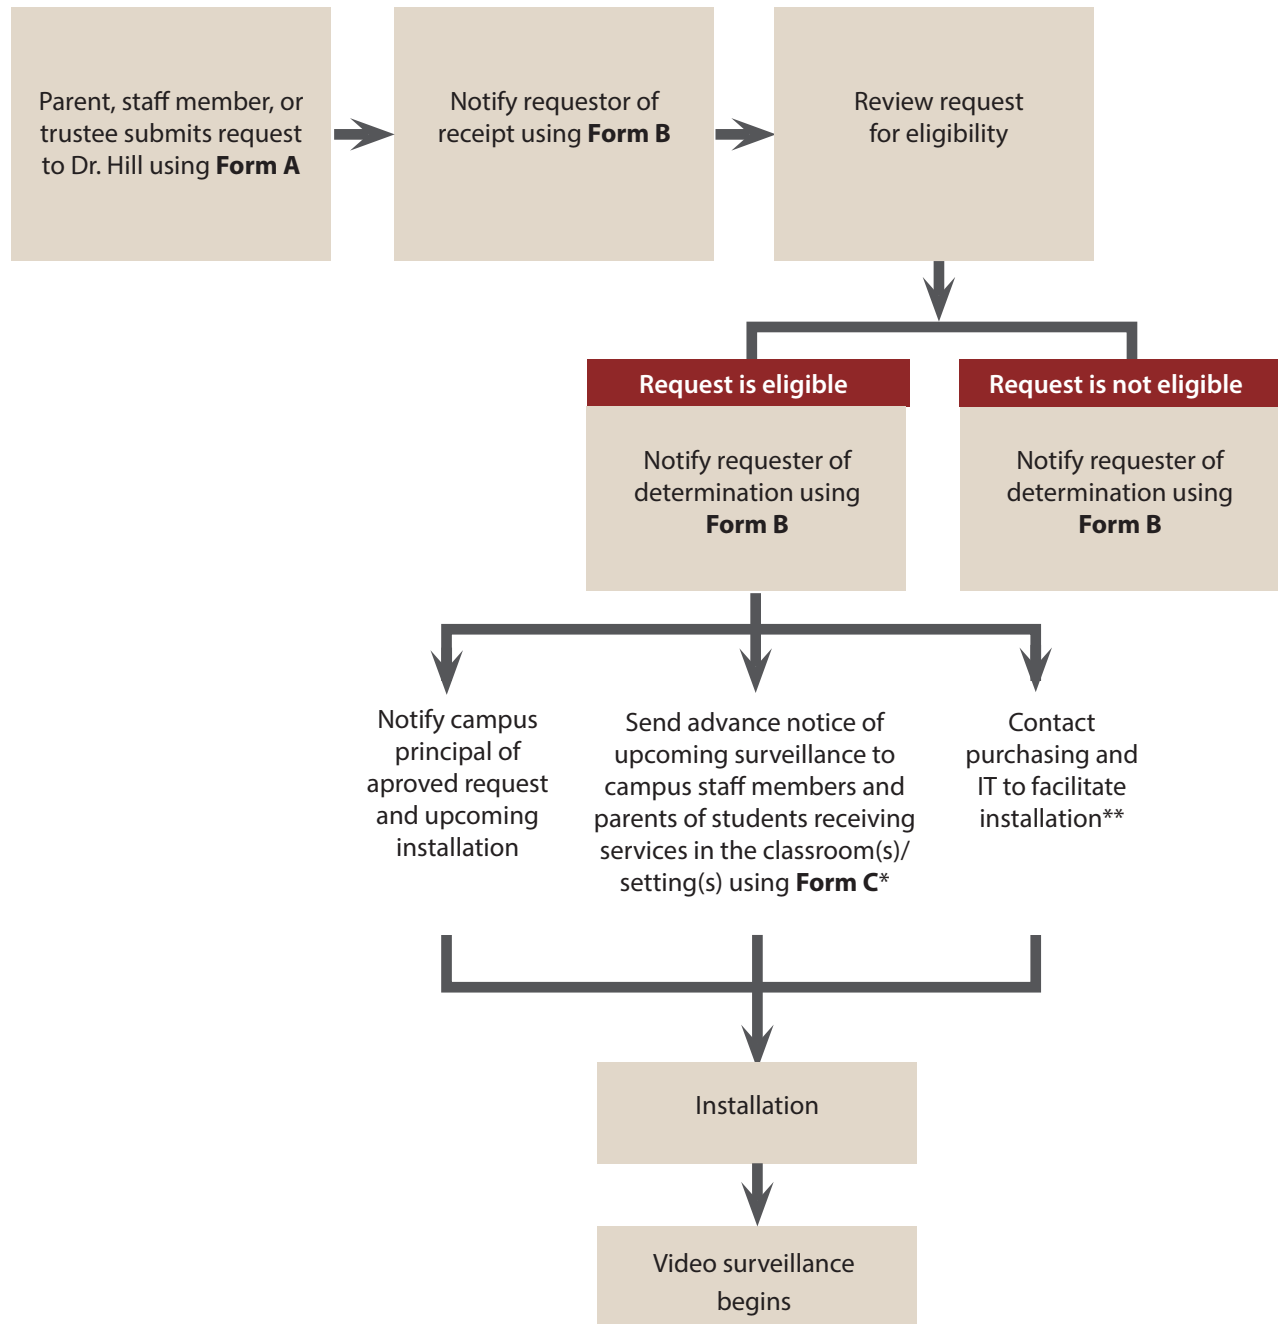 Parent, staff member, or
trustee submits request
to Dr. Hill using Form A
Notify requestor of
receipt using Form B
Review request
for eligibility
Request is eligible
Notify requester of
determination using
Form B
Request is not eligible
Notify requester of
determination using
Form B
Notify campus
principal of
aproved request
and upcoming
installation
Send advance notice of
upcoming surveillance to
campus staff members and
parents of students receiving
services in the classroom(s)/
setting(s) using Form C*
Contact
purchasing and
IT to facilitate
installation**
Installation
Video surveillance
begins